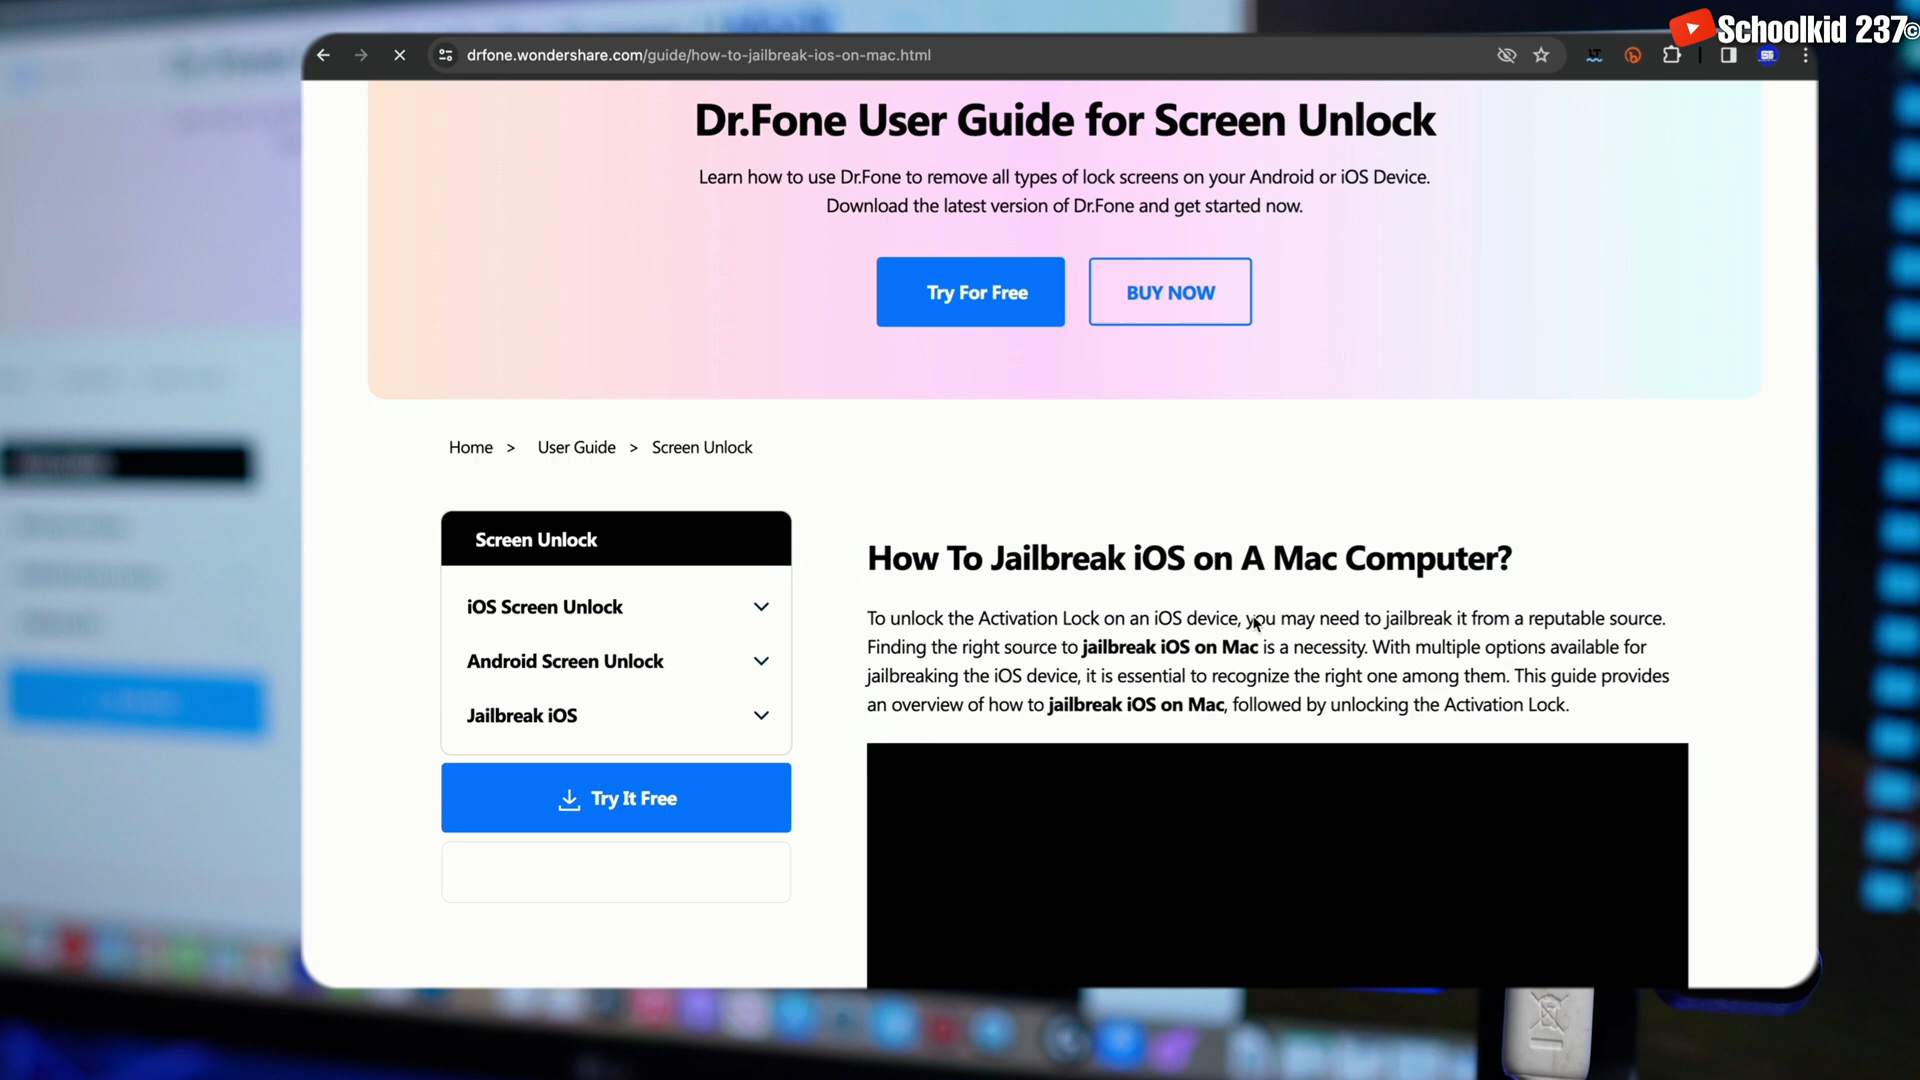 Schoolkid 237©
drfone.wondershare.com/guide/how-to-jailbreak-ios-on-mac.html
Dr.Fone User Guide for Screen Unlock
Learn how to use Dr.Fone to remove all types of lock screens on your Android or iOS Device.
Download the latest version of Dr.Fone and get started now.
Try For Free
BUY NOW
Home > User Guide > Screen Unlock
Screen Unlock
iOS Screen Unlock
Android Screen Unlock
Jailbreak iOS
Try It Free
How To Jailbreak iOS on A Mac Computer?
To unlock the Activation Lock on an iOS device, you may need to jailbreak it from a reputable source.
Finding the right source to jailbreak iOS on Mac is a necessity. With multiple options available for
jailbreaking the iOS device, it is essential to recognize the right one among them. This guide provides
an overview of how to jailbreak iOS on Mac, followed by unlocking the Activation Lock.